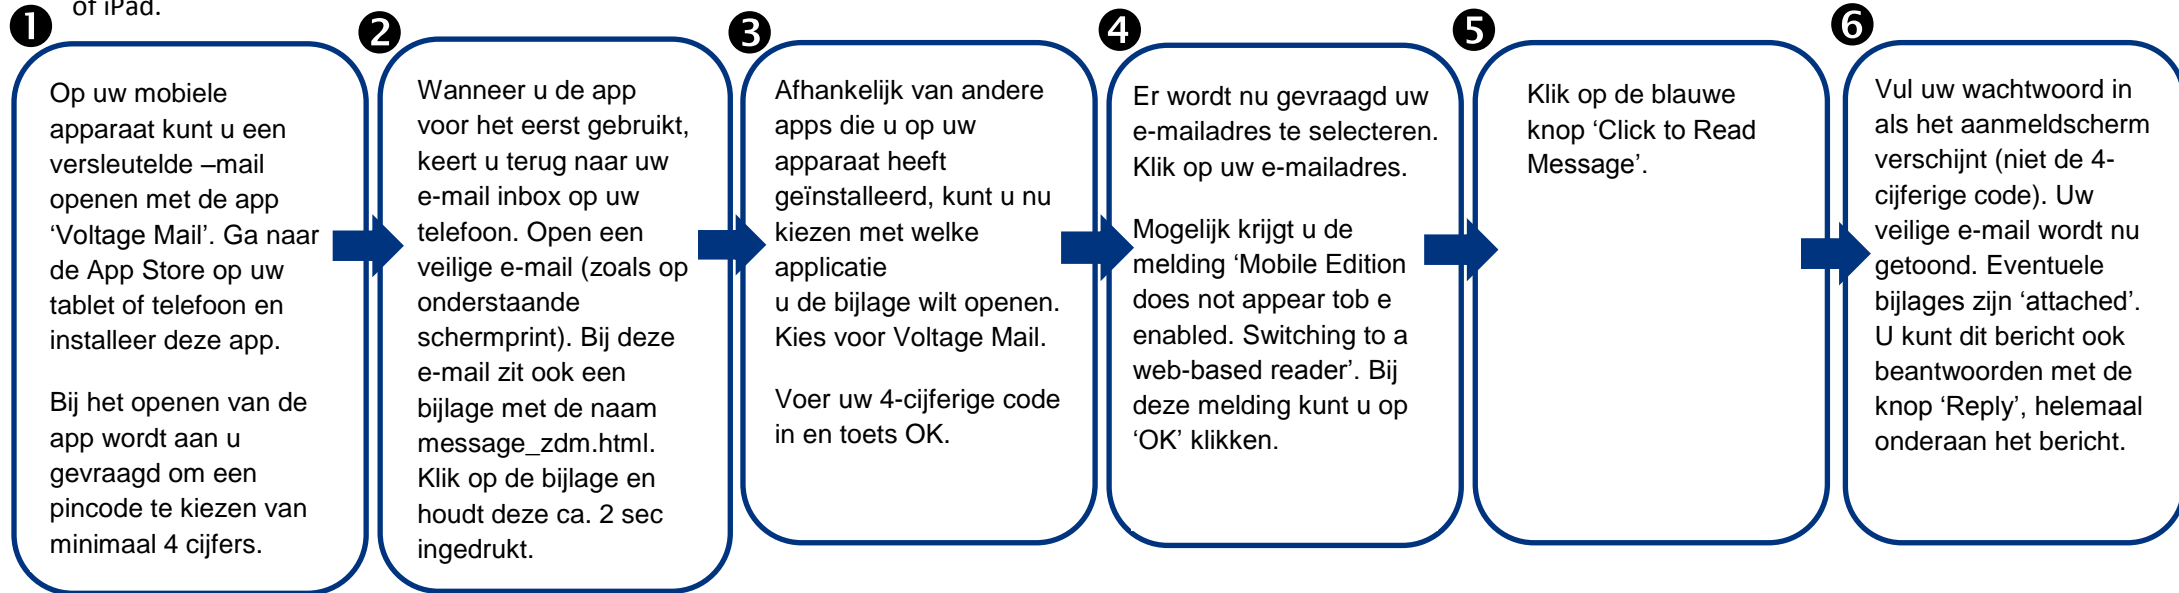 of iPad.
1
Op uw mobiele
apparaat kunt u een
versleutelde –mail
openen met de app
‘Voltage Mail’. Ga naar
de App Store op uw
tablet of telefoon en
installeer deze app.
Bij het openen van de
app wordt aan u
gevraagd om een
pincode te kiezen van
minimaal 4 cijfers.
2
Wanneer u de app
voor het eerst gebruikt,
keert u terug naar uw
e-mail inbox op uw
telefoon. Open een
veilige e-mail (zoals op
onderstaande
schermprint). Bij deze
e-mail zit ook een
bijlage met de naam
message_zdm.html.
Klik op de bijlage en
houdt deze ca. 2 sec
ingedrukt.
3
Afhankelijk van andere
apps die u op uw
apparaat heeft
geïnstalleerd, kunt u nu
kiezen met welke
applicatie
u de bijlage wilt openen.
Kies voor Voltage Mail.
Voer uw 4-cijferige code
in en toets OK.
4
Er wordt nu gevraagd uw
e-mailadres te selecteren.
Klik op uw e-mailadres.
Mogelijk krijgt u de
melding ‘Mobile Edition
does not appear tob e
enabled. Switching to a
web-based reader’. Bij
deze melding kunt u op
‘OK’ klikken.
5
Klik op de blauwe
knop ‘Click to Read
Message’.
6
Vul uw wachtwoord in
als het aanmeldscherm
verschijnt (niet de 4-
cijferige code). Uw
veilige e-mail wordt nu
getoond. Eventuele
bijlages zijn ‘attached’.
U kunt dit bericht ook
beantwoorden met de
knop ‘Reply’, helemaal
onderaan het bericht.